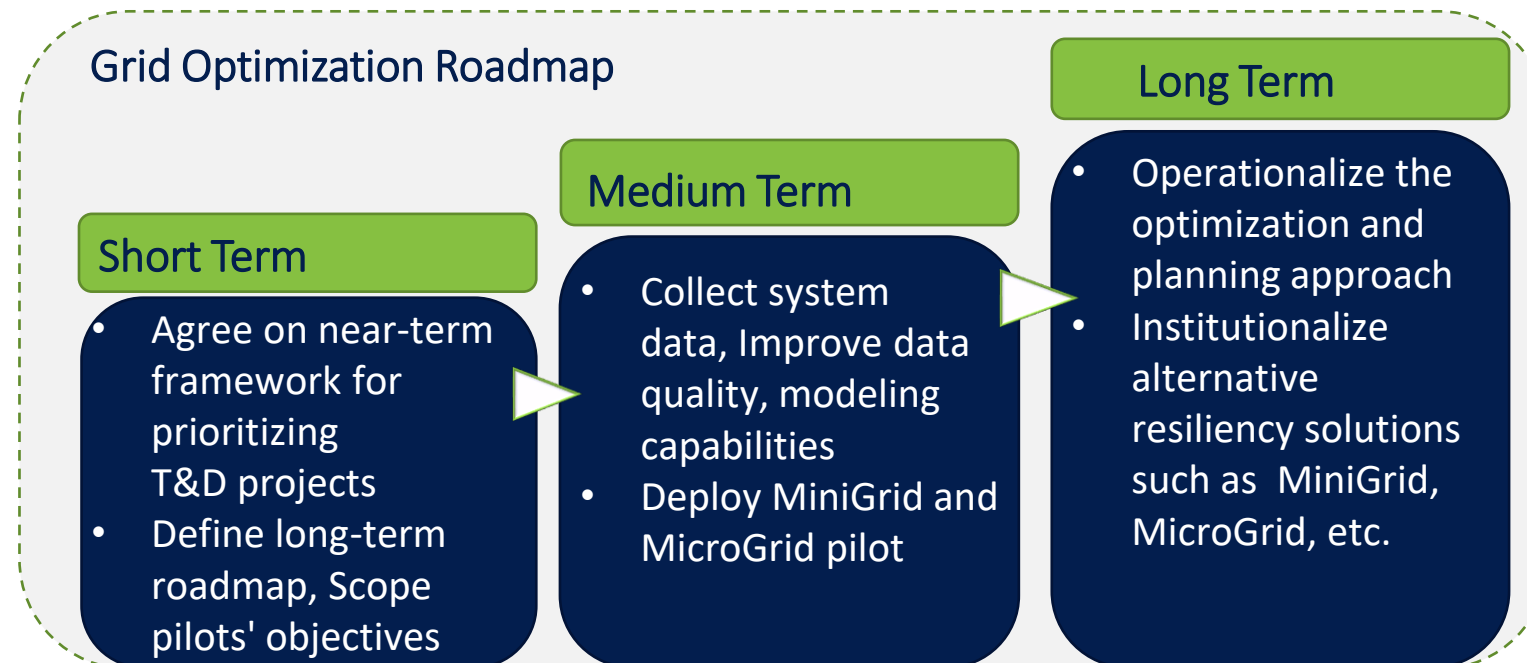 Grid Optimization Roadmap
Short Term
• Agree on near-term
framework for
prioritizing
T&D projects
• Define long-term
roadmap, Scope
pilots' objectives
Medium Term
• Collect system
data, Improve data
quality, modeling
capabilities
• Deploy MiniGrid and
MicroGrid pilot
Long Term
• Operationalize the
optimization and
planning approach
• Institutionalize
alternative
resiliency solutions
such as  MiniGrid,
MicroGrid, etc.